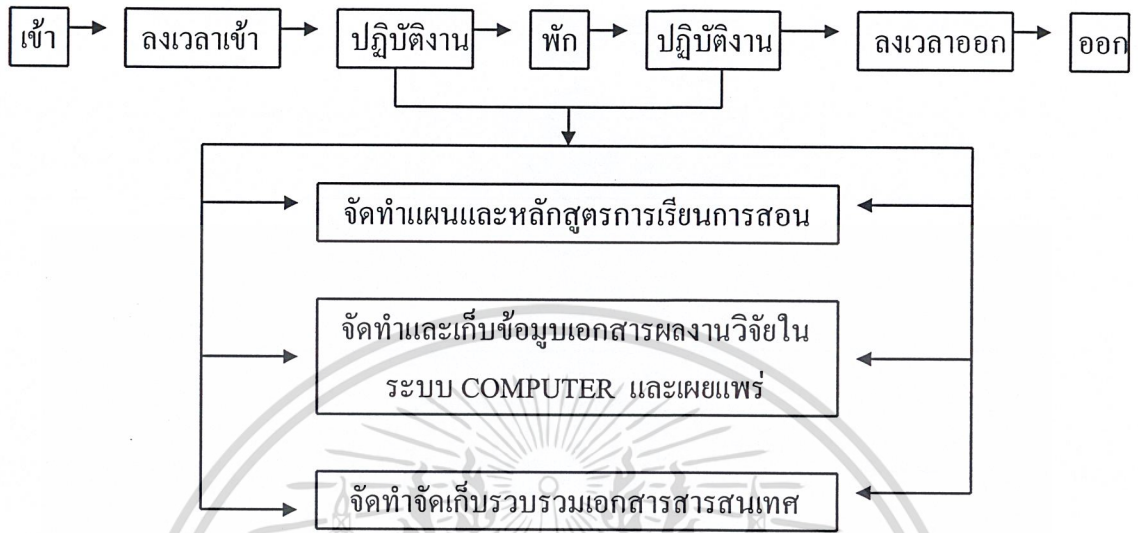 เข้า
ลงเวลาเข้า
ปฏิบัติงาน
พัก
ปฏิบัติงาน
ลงเวลาออก
ออก
จัดทำแผนและหลักสูตรการเรียนการสอน
จัดทำและเก็บข้อมูบเอกสารผลงานวิจัยใน
ระบบ COMPUTER และเผยแพร่
จัดทำจัดเก็บรวบรวมเอกสารสารสนเทศ